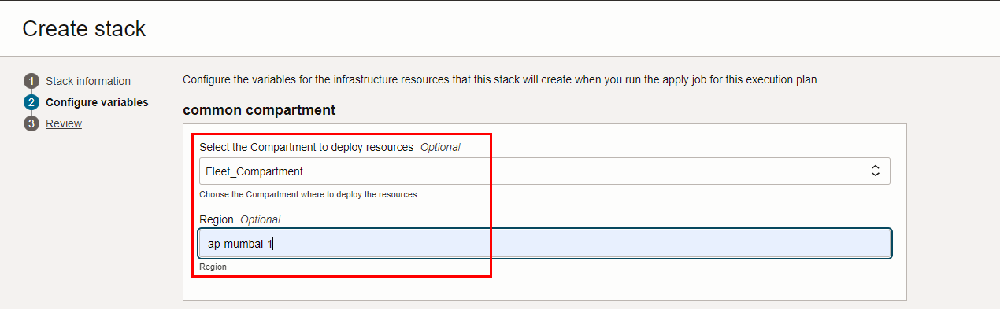 Create stack
1 Stack information
2 Configure variables
3 Review
Configure the variables for the infrastructure resources that this stack will create when you run the apply job for this execution plan.
common compartment
Select the Compartment to deploy resources Optional
Fleet_Compartment
Choose the Compartment where to deploy the resources
Region Optional
ap-mumbai-1
Region